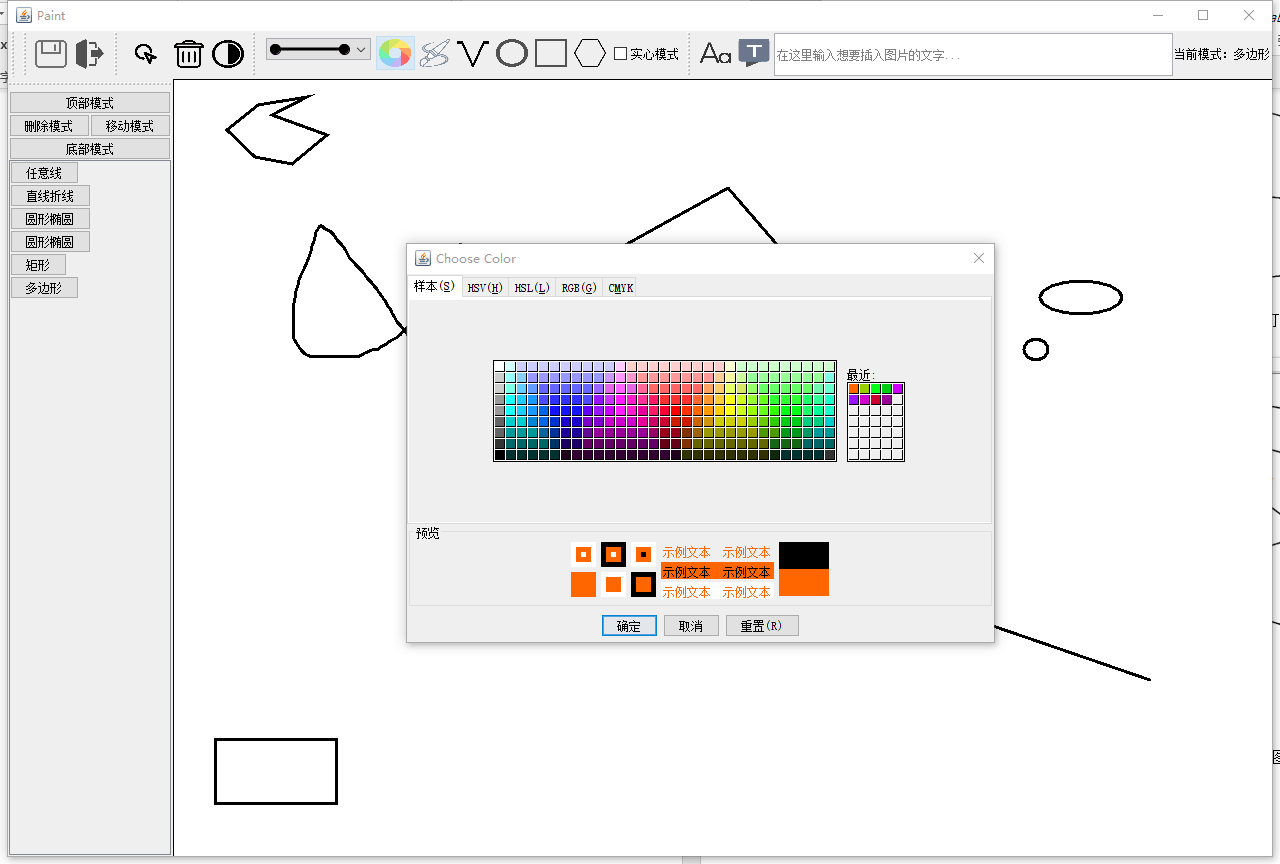 Paint
实心模式
Aa
T
在这里输入想要插入图片的文字...
当前模式: 多边形
顶部模式
删除模式 移动模式
底部模式
任意线
直线折线
圆形椭圆
圆形椭圆
矩形
多边形
Choose Color
样本(S) HSV(H) HSL(L) RGB(G) CMYK
最近:
预览
示例文本 示例文本
示例文本 示例文本
示例文本 示例文本
确定 取消 重置(R)